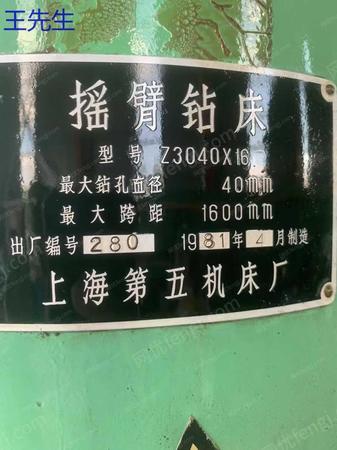 王先生
摇臂钻床
型号 Z3040X16
最大钻孔直径 40mm
最大跨距 1600mm
出厂编号 280 1981年4月制造
上海第五机床厂